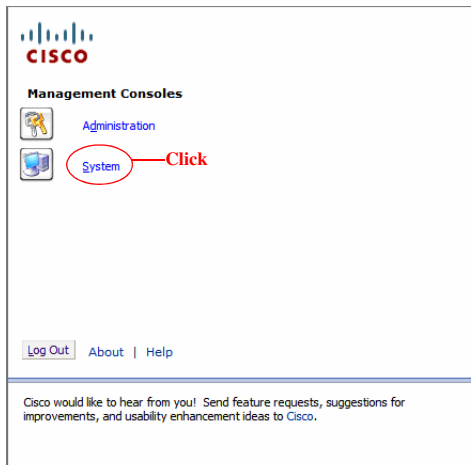 CISCO
Management Consoles
Administration
System Click
Log Out About | Help
Cisco would like to hear from you! Send feature requests, suggestions for
improvements, and usability enhancement ideas to Cisco.